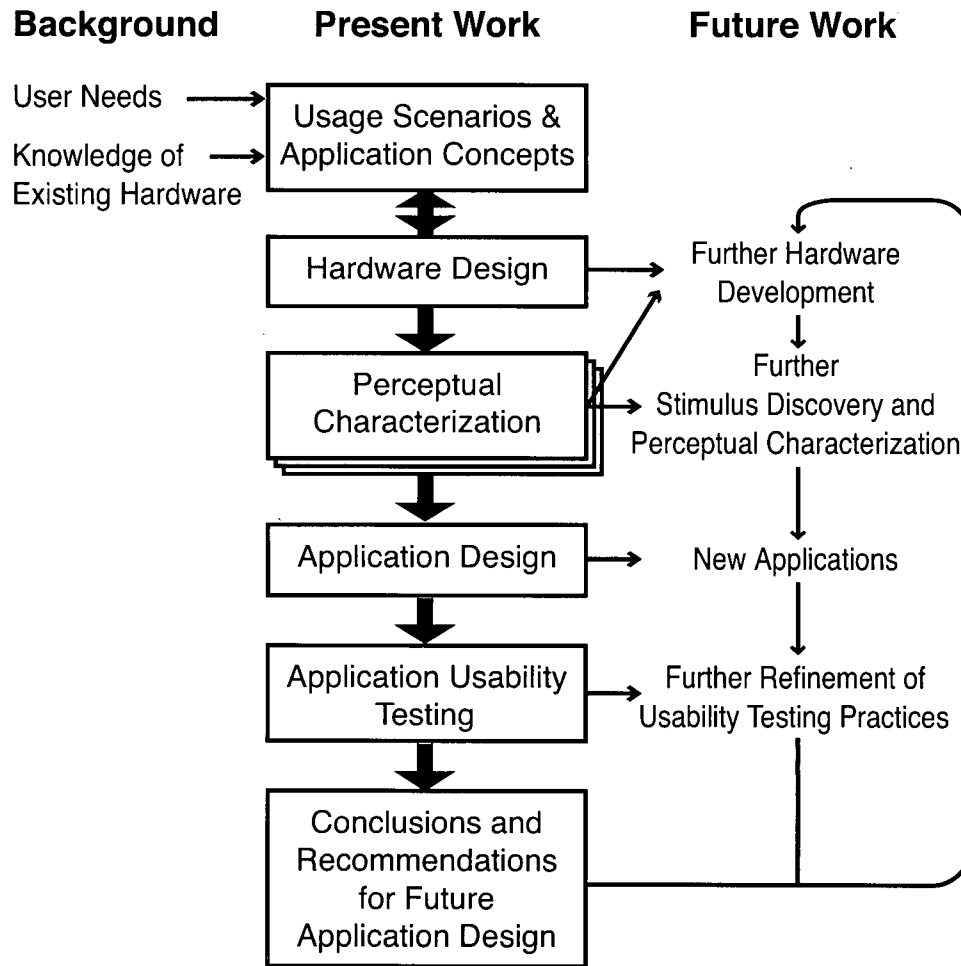 Background
Present Work
Future Work
User Needs
Knowledge of
Existing Hardware
Usage Scenarios &
Application Concepts
Hardware Design
Further Hardware
Development
Perceptual
Characterization
Further
Stimulus Discovery and
Perceptual Characterization
Application Design
New Applications
Application Usability
Testing
Further Refinement of
Usability Testing Practices
Conclusions and
Recommendations
for Future
Application Design